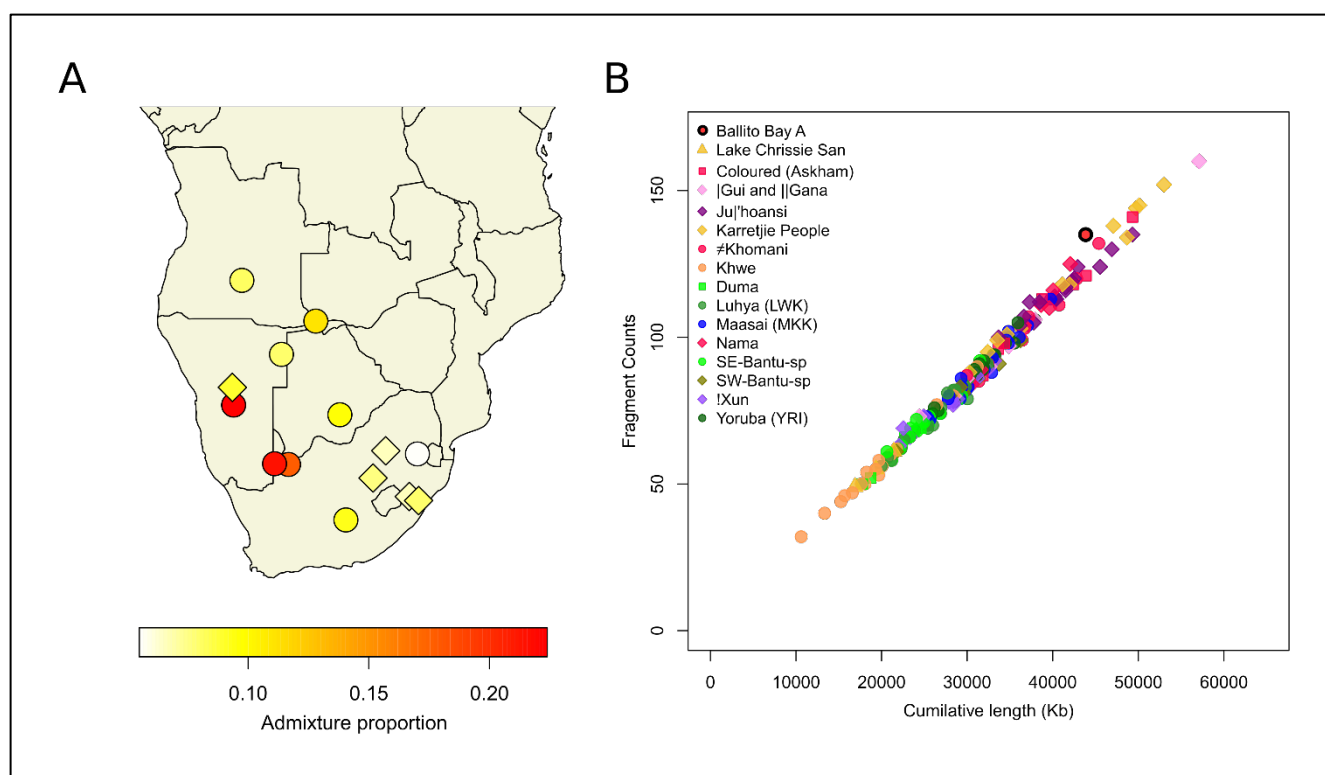 A
B
0.10
0.15
0.20
Admixture proportion
Ballito Bay A
Lake Chrissie San
Coloured (Askham)
|Gui and ||Gana
Ju|'hoansi
Karretjie People
≠Khomani
Khwe
Duma
Luhya (LWK)
Maasai (MKK)
Nama
SE-Bantu-sp
SW-Bantu-sp
!Xun
Yoruba (YRI)
Fragment Counts
150
100
50
0
0
10000
20000
30000
40000
50000
60000
Cumilative length (Kb)